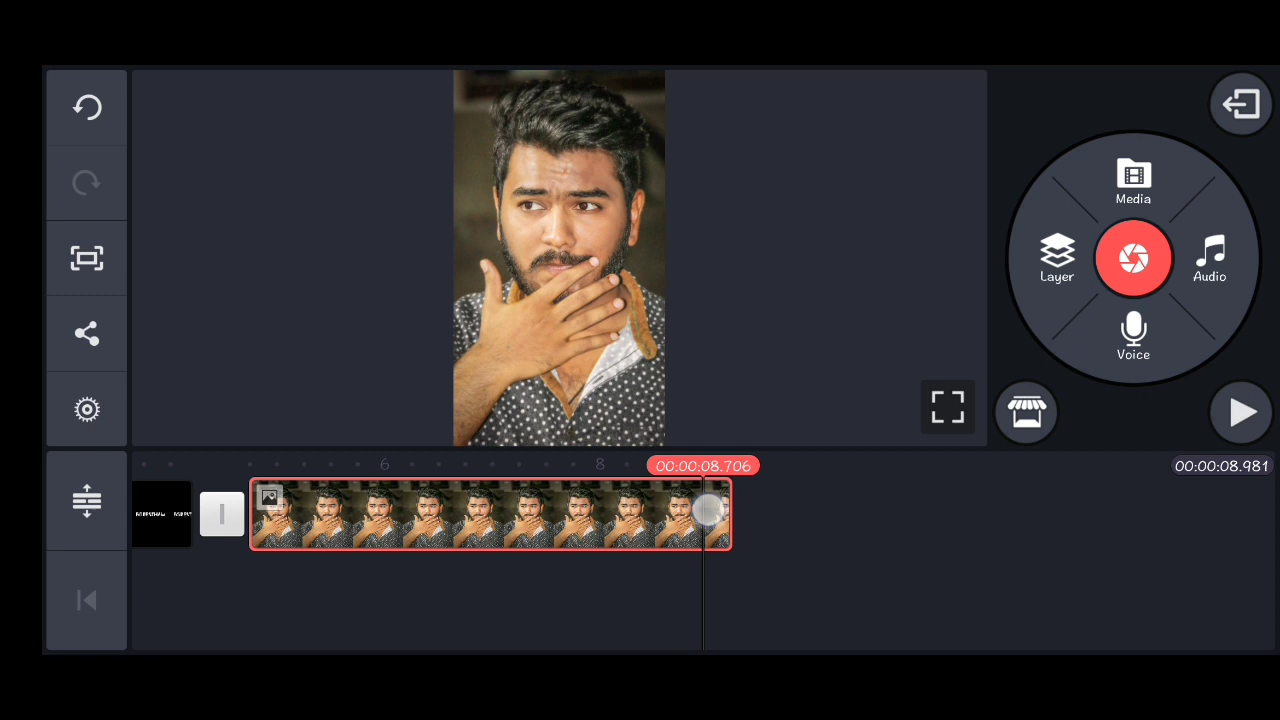 Media
Layer
Audio
Voice
6
8
00:00:08.706
00:00:08.981